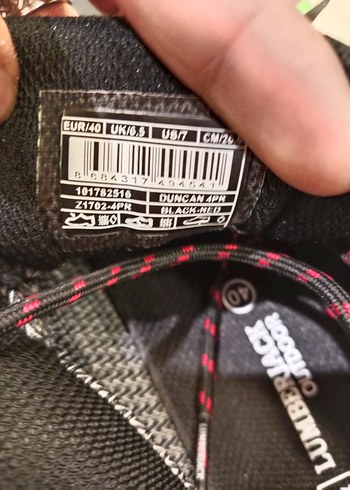 EUR/40 UK/6.5 US/7 CM/26
8 684317 494541
101782516 DUNCAN 4PR
Z1702-4PR BLACK-RED
40
LUMBERJACK
OUTDOOR